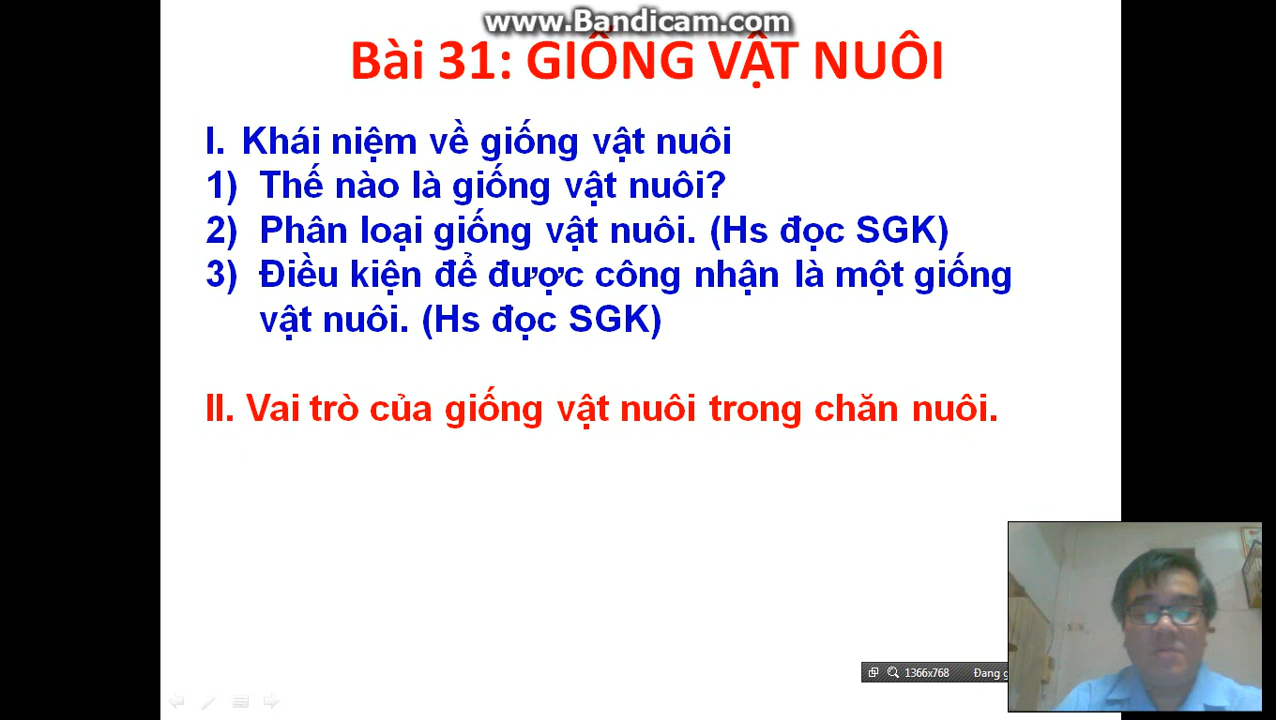 www.Bandicam.com
Bài 31: GIỐNG VẬT NUÔI
I. Khái niệm về giống vật nuôi
1) Thế nào là giống vật nuôi?
2) Phân loại giống vật nuôi. (Hs đọc SGK)
3) Điều kiện để được công nhận là một giống
vật nuôi. (Hs đọc SGK)
II. Vai trò của giống vật nuôi trong chăn nuôi.
1366x768 Đang g